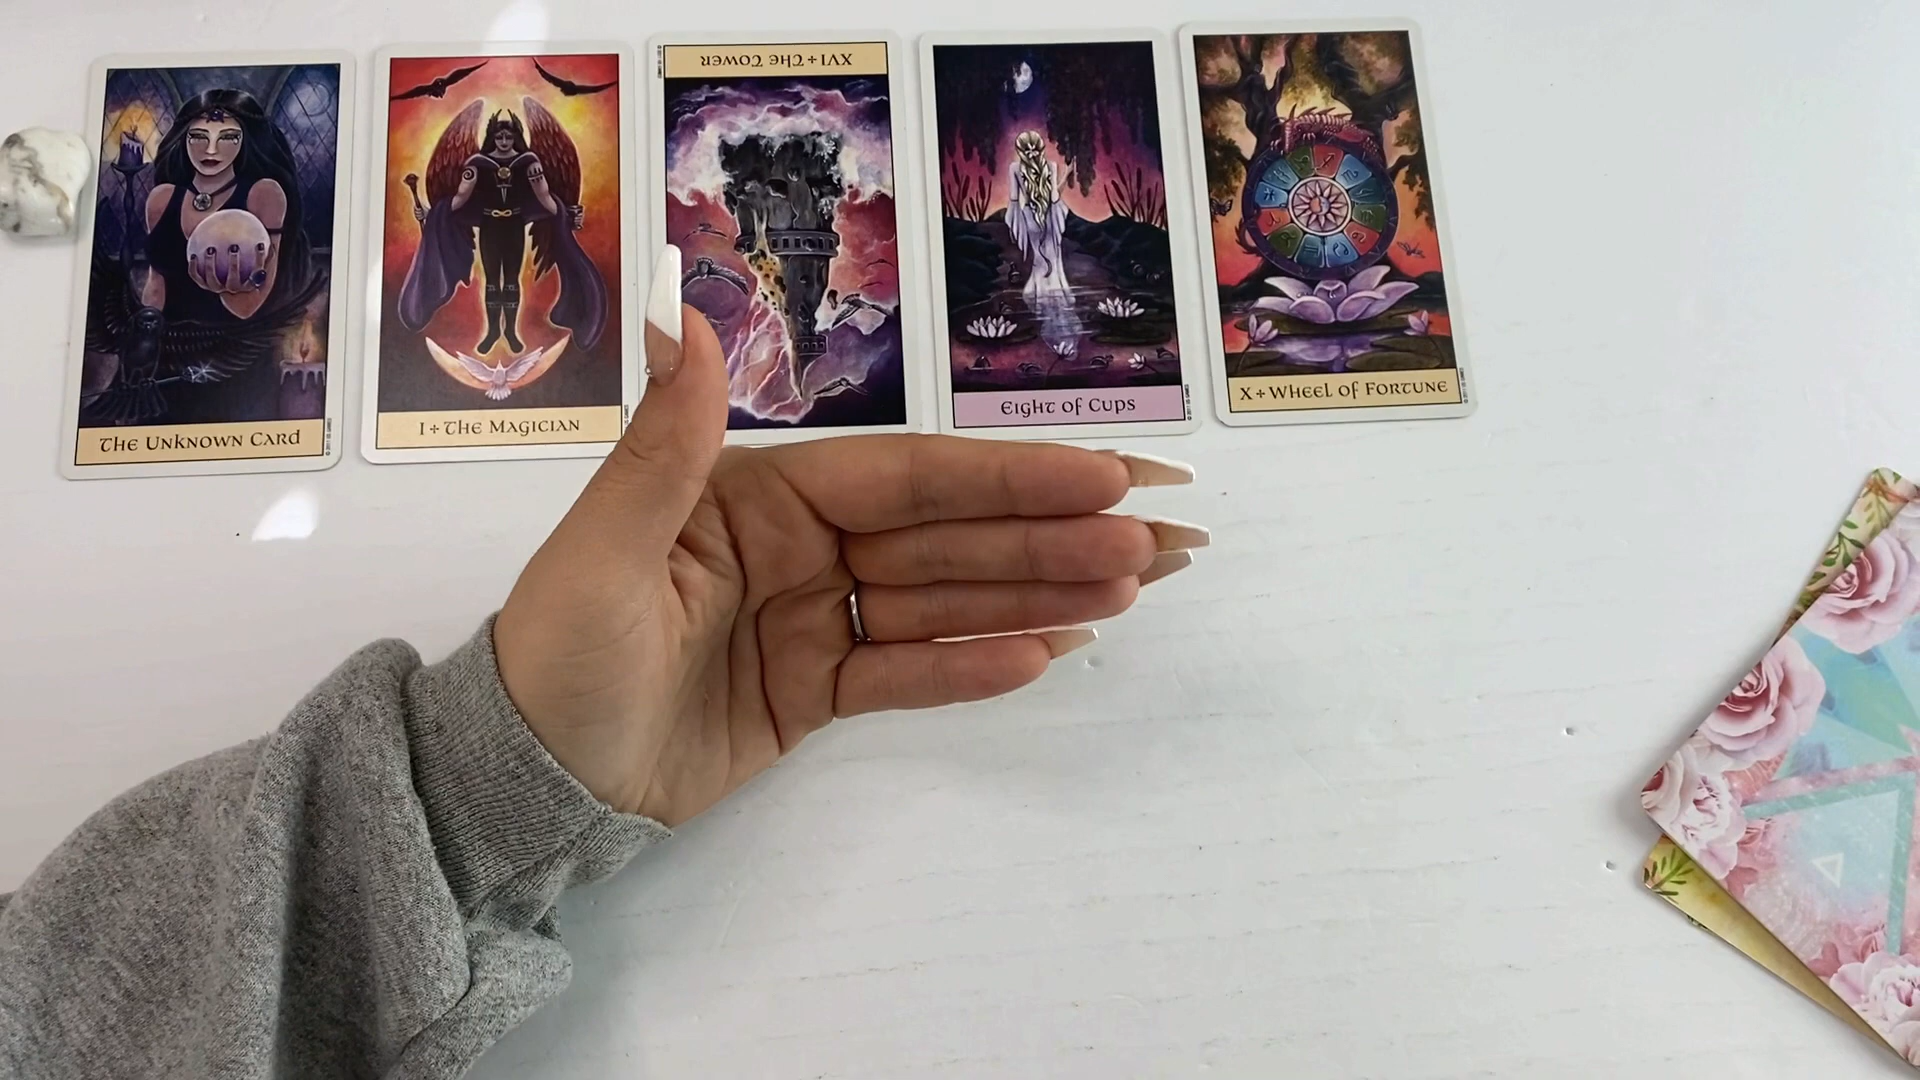 The Unknown Card
I + The Magician
XVI + The Tower
Eight of Cups
X + Wheel of Fortune